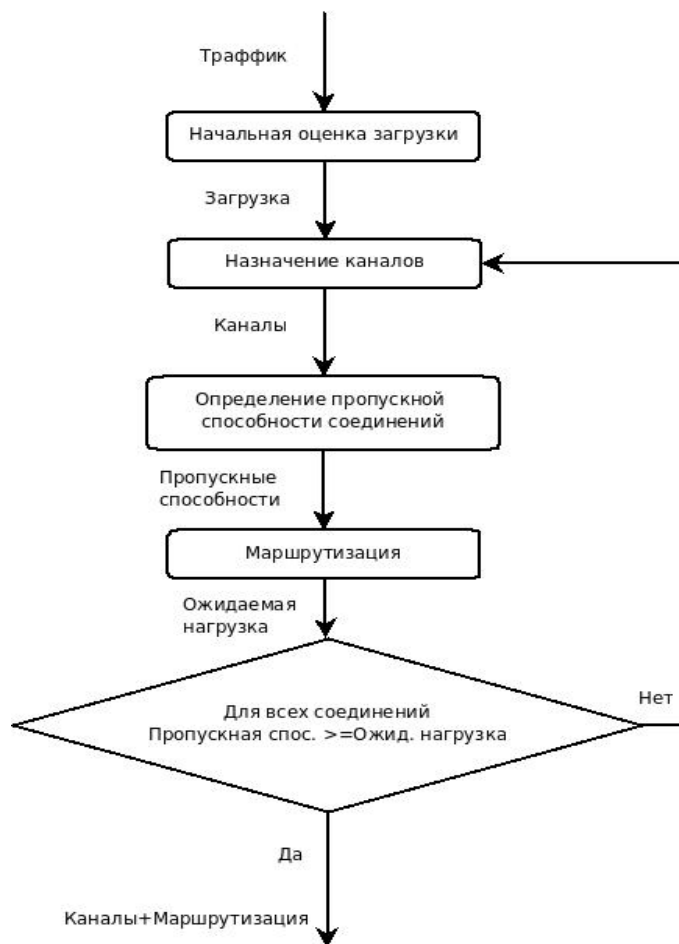 Траффик
Начальная оценка загрузки
Загрузка
Назначение каналов
Каналы
Определение пропускной
способности соединений
Пропускные
способности
Маршрутизация
Ожидаемая
нагрузка
Для всех соединений
Пропускная спос. >=Ожид. нагрузка
Нет
Да
Каналы+Маршрутизация